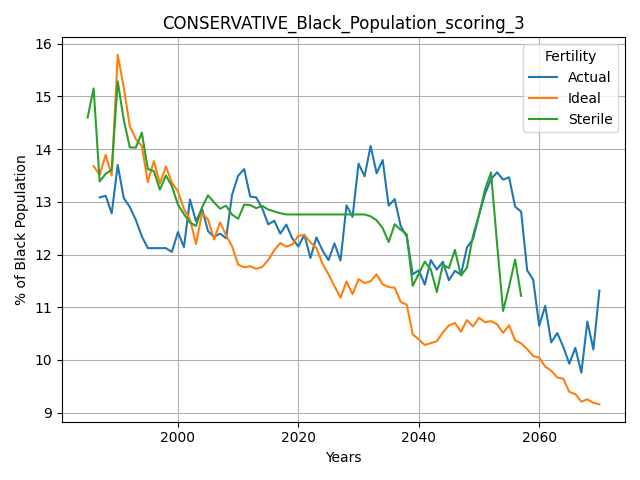 CONSERVATIVE_Black_Population_scoring_3
Fertility
Actual
Ideal
Sterile
% of Black Population
16
15
14
13
12
11
10
9
2000
2020
2040
2060
Years